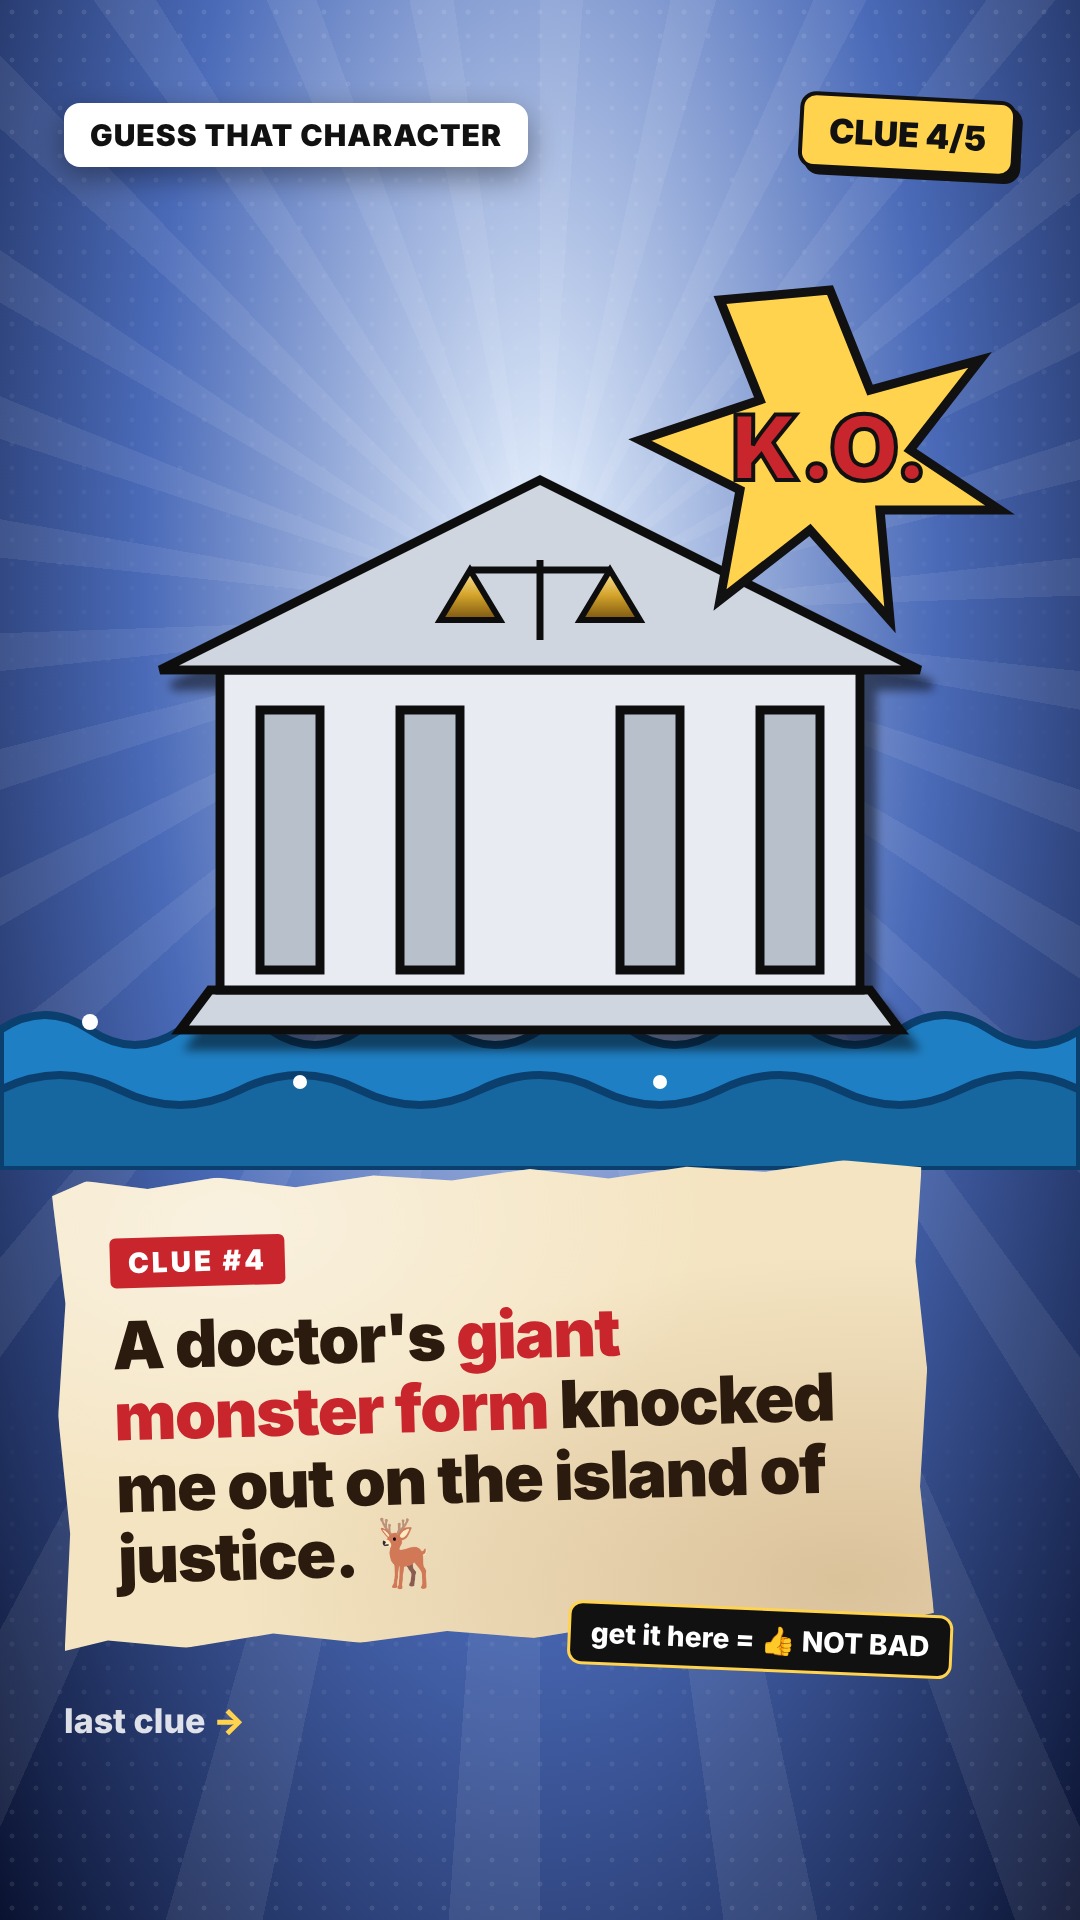 GUESS THAT CHARACTER
CLUE 4/5
K.O.
CLUE #4
A doctor's giant
monster form knocked
me out on the island of
justice. 🦌
get it here = 👍 NOT BAD
last clue →